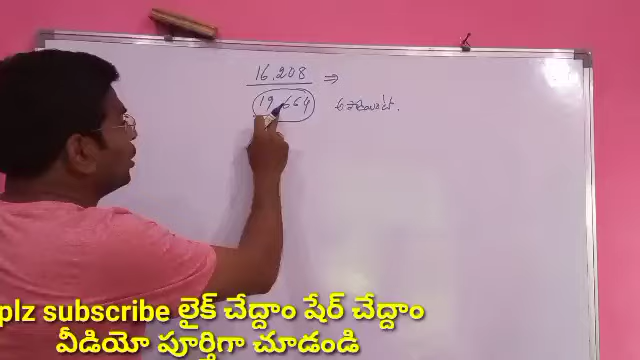 16.208 ⇒
19,664
plz subscribe లైక్ చేద్దాం షేర్ చేద్దాం
వీడియో పూర్తిగా చూడండి